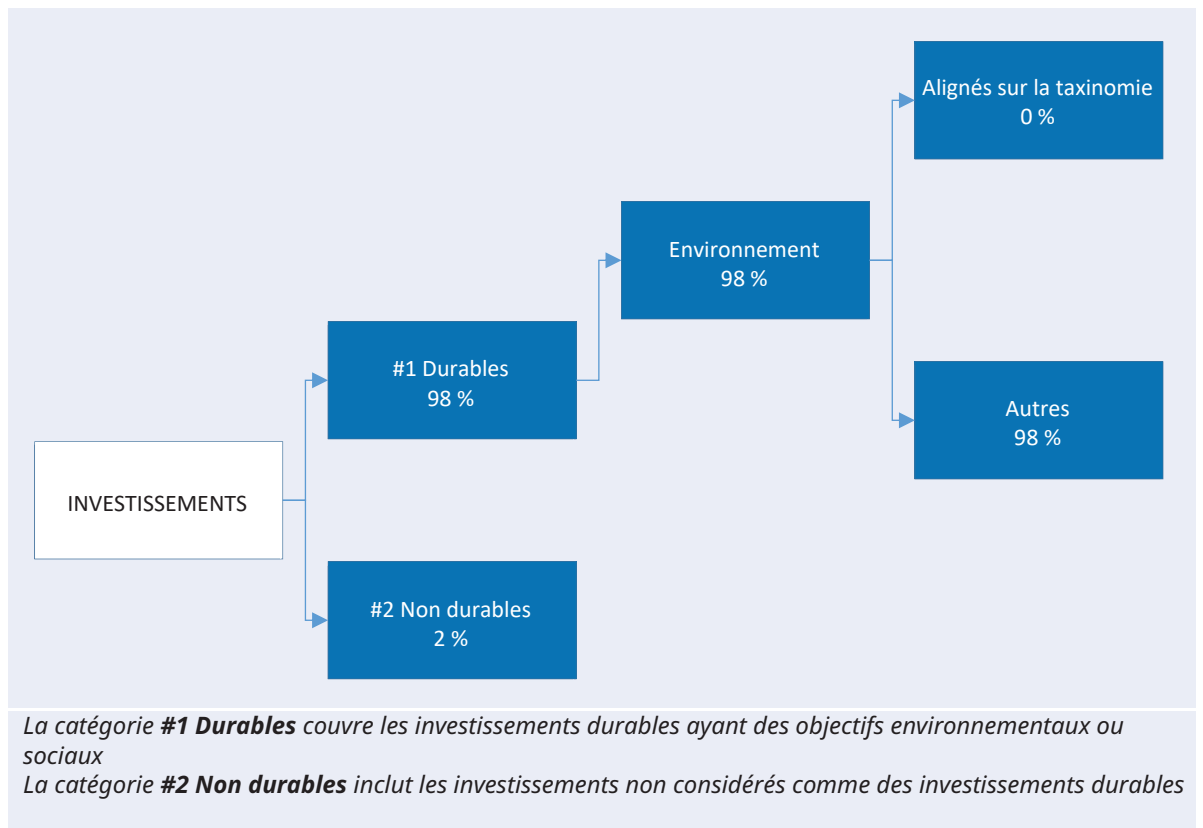 Alignés sur la taxinomie
0 %
Environnement
98 %
#1 Durables
98 %
Autres
98 %
INVESTISSEMENTS
#2 Non durables
2 %
La catégorie #1 Durables couvre les investissements durables ayant des objectifs environnementaux ou
sociaux
La catégorie #2 Non durables inclut les investissements non considérés comme des investissements durables